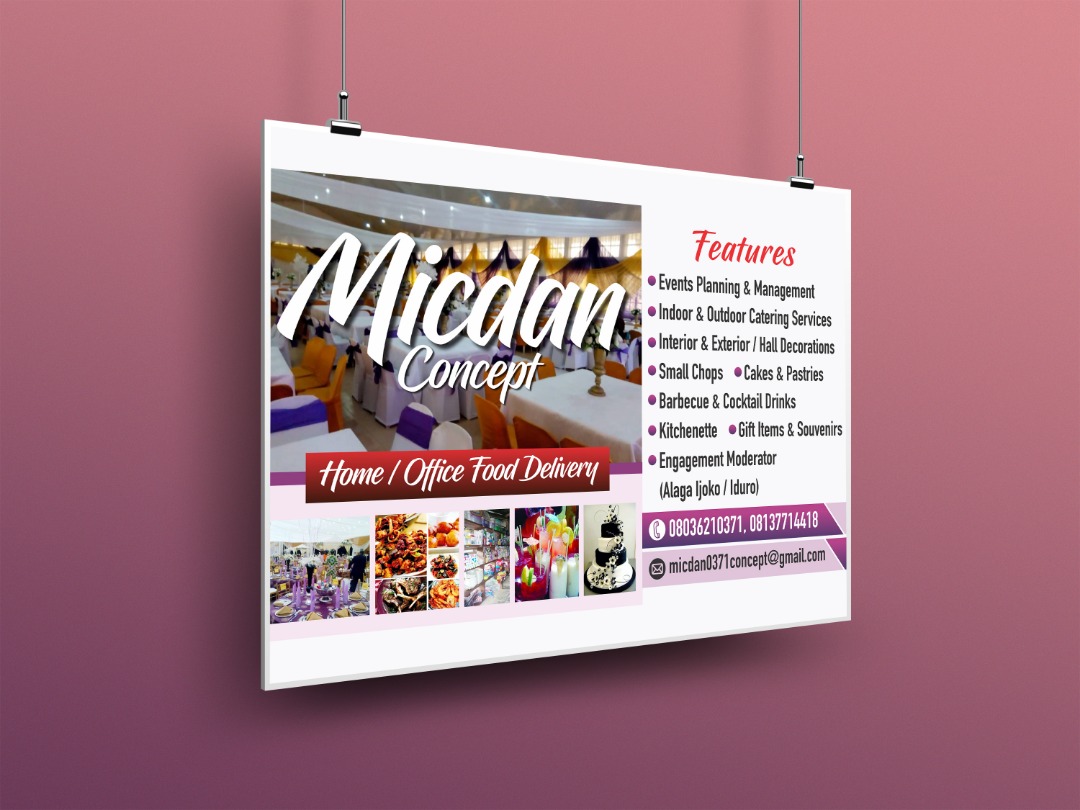 Micdan
Concept
Home / Office Food Delivery
Features
Events Planning & Management
Indoor & Outdoor Catering Services
Interior & Exterior / Hall Decorations
Small Chops Cakes & Pastries
Barbecue & Cocktail Drinks
Kitchenette Gift Items & Souvenirs
Engagement Moderator
(Alaga Ijoko / Iduro)
08036210371, 08137714418
micdan0371concept@gmail.com